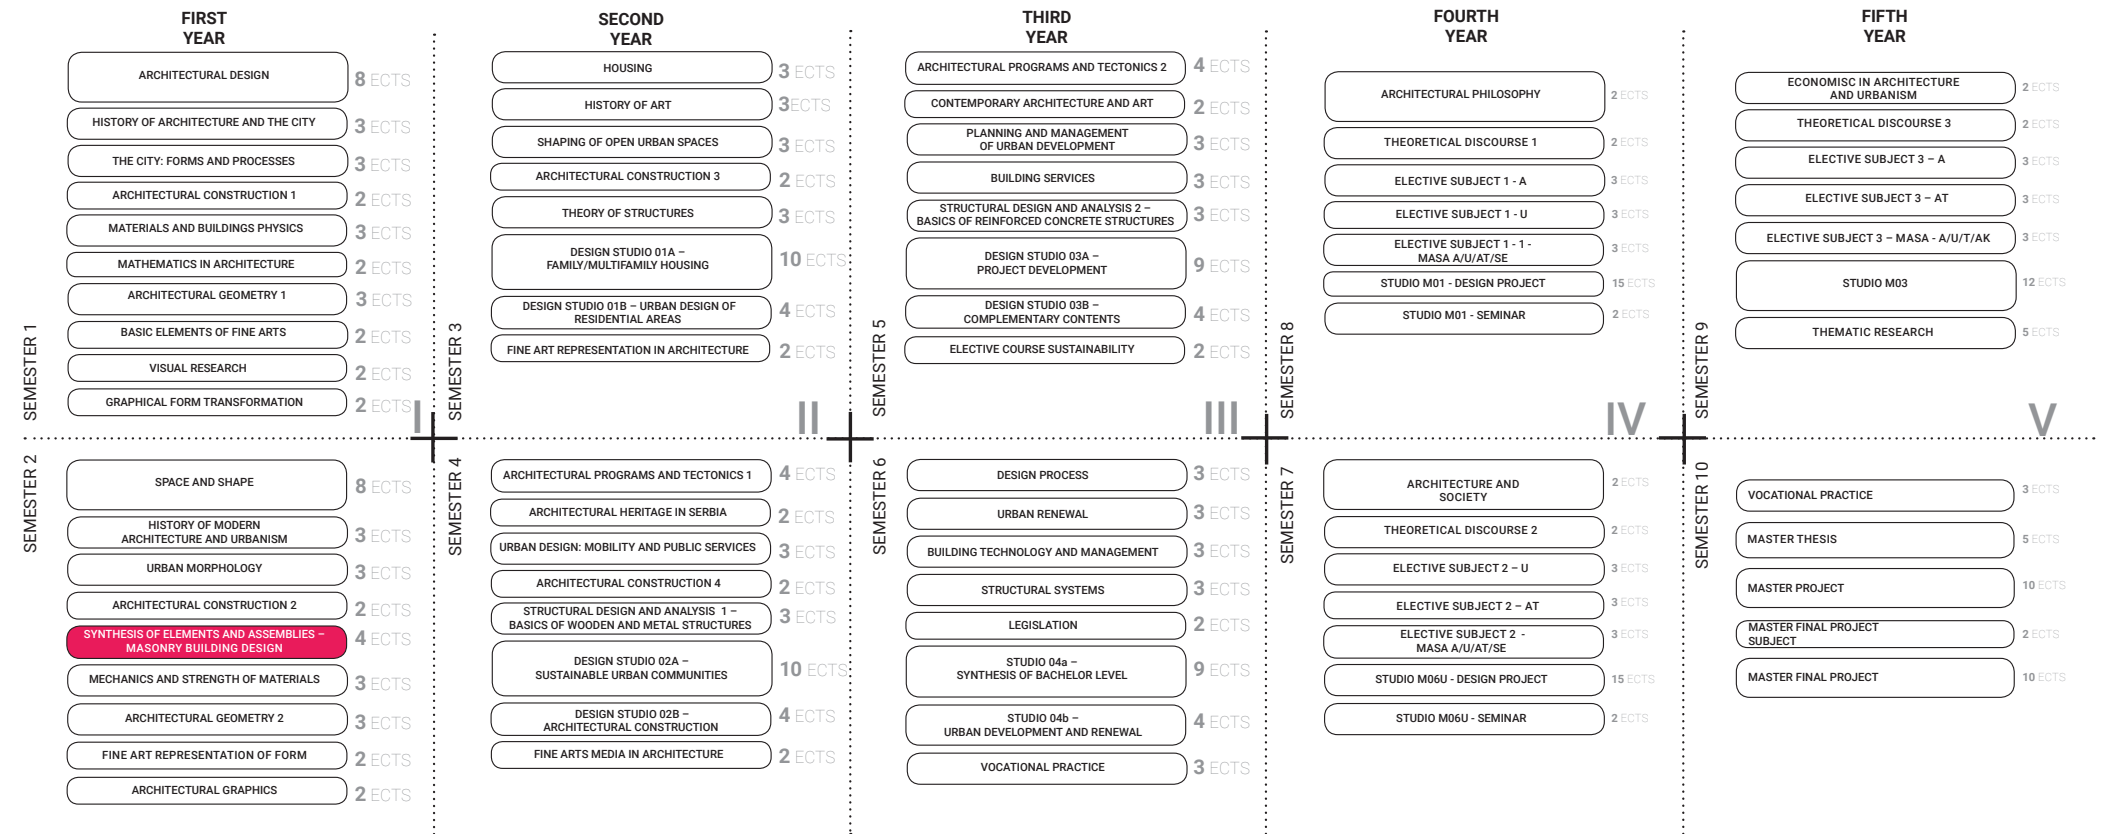 FIRST
YEAR
SEMESTER 1
ARCHITECTURAL DESIGN
8 ECTS
HISTORY OF ARCHITECTURE AND THE CITY
3 ECTS
THE CITY: FORMS AND PROCESSES
3 ECTS
ARCHITECTURAL CONSTRUCTION 1
2 ECTS
MATERIALS AND BUILDINGS PHYSICS
3 ECTS
MATHEMATICS IN ARCHITECTURE
2 ECTS
ARCHITECTURAL GEOMETRY 1
3 ECTS
BASIC ELEMENTS OF FINE ARTS
2 ECTS
VISUAL RESEARCH
2 ECTS
GRAPHICAL FORM TRANSFORMATION
2 ECTS
I
SEMESTER 2
SPACE AND SHAPE
8 ECTS
HISTORY OF MODERN
ARCHITECTURE AND URBANISM
3 ECTS
URBAN MORPHOLOGY
3 ECTS
ARCHITECTURAL CONSTRUCTION 2
2 ECTS
SYNTHESIS OF ELEMENTS AND ASSEMBLIES –
MASONRY BUILDING DESIGN
4 ECTS
MECHANICS AND STRENGTH OF MATERIALS
3 ECTS
ARCHITECTURAL GEOMETRY 2
3 ECTS
FINE ART REPRESENTATION OF FORM
2 ECTS
ARCHITECTURAL GRAPHICS
2 ECTS
SECOND
YEAR
SEMESTER 3
HOUSING
3 ECTS
HISTORY OF ART
3ECTS
SHAPING OF OPEN URBAN SPACES
3 ECTS
ARCHITECTURAL CONSTRUCTION 3
2 ECTS
THEORY OF STRUCTURES
3 ECTS
DESIGN STUDIO 01A –
FAMILY/MULTIFAMILY HOUSING
10 ECTS
DESIGN STUDIO 01B – URBAN DESIGN OF
RESIDENTIAL AREAS
4 ECTS
FINE ART REPRESENTATION IN ARCHITECTURE
2 ECTS
II
SEMESTER 4
ARCHITECTURAL PROGRAMS AND TECTONICS 1
4 ECTS
ARCHITECTURAL HERITAGE IN SERBIA
2 ECTS
URBAN DESIGN: MOBILITY AND PUBLIC SERVICES
3 ECTS
ARCHITECTURAL CONSTRUCTION 4
2 ECTS
STRUCTURAL DESIGN AND ANALYSIS 1 –
BASICS OF WOODEN AND METAL STRUCTURES
3 ECTS
DESIGN STUDIO 02A –
SUSTAINABLE URBAN COMMUNITIES
10 ECTS
DESIGN STUDIO 02B –
ARCHITECTURAL CONSTRUCTION
4 ECTS
FINE ARTS MEDIA IN ARCHITECTURE
2 ECTS
THIRD
YEAR
SEMESTER 5
ARCHITECTURAL PROGRAMS AND TECTONICS 2
4 ECTS
CONTEMPORARY ARCHITECTURE AND ART
2 ECTS
PLANNING AND MANAGEMENT
OF URBAN DEVELOPMENT
3 ECTS
BUILDING SERVICES
3 ECTS
STRUCTURAL DESIGN AND ANALYSIS 2 –
BASICS OF REINFORCED CONCRETE STRUCTURES
3 ECTS
DESIGN STUDIO 03A –
PROJECT DEVELOPMENT
9 ECTS
DESIGN STUDIO 03B –
COMPLEMENTARY CONTENTS
4 ECTS
ELECTIVE COURSE SUSTAINABILITY
2 ECTS
III
SEMESTER 6
DESIGN PROCESS
3 ECTS
URBAN RENEWAL
3 ECTS
BUILDING TECHNOLOGY AND MANAGEMENT
3 ECTS
STRUCTURAL SYSTEMS
3 ECTS
LEGISLATION
2 ECTS
STUDIO 04a –
SYNTHESIS OF BACHELOR LEVEL
9 ECTS
STUDIO 04b –
URBAN DEVELOPMENT AND RENEWAL
4 ECTS
VOCATIONAL PRACTICE
3 ECTS
FOURTH
YEAR
SEMESTER 8
ARCHITECTURAL PHILOSOPHY
2 ECTS
THEORETICAL DISCOURSE 1
2 ECTS
ELECTIVE SUBJECT 1 - A
3 ECTS
ELECTIVE SUBJECT 1 - U
3 ECTS
ELECTIVE SUBJECT 1 - 1 -
MASA A/U/AT/SE
3 ECTS
STUDIO M01 - DESIGN PROJECT
15 ECTS
STUDIO M01 - SEMINAR
2 ECTS
IV
SEMESTER 7
ARCHITECTURE AND
SOCIETY
2 ECTS
THEORETICAL DISCOURSE 2
2 ECTS
ELECTIVE SUBJECT 2 – U
3 ECTS
ELECTIVE SUBJECT 2 – AT
3 ECTS
ELECTIVE SUBJECT 2 -
MASA A/U/AT/SE
3 ECTS
STUDIO M06U - DESIGN PROJECT
15 ECTS
STUDIO M06U - SEMINAR
2 ECTS
FIFTH
YEAR
SEMESTER 9
ECONOMISC IN ARCHITECTURE
AND URBANISM
2 ECTS
THEORETICAL DISCOURSE 3
2 ECTS
ELECTIVE SUBJECT 3 – A
3 ECTS
ELECTIVE SUBJECT 3 – AT
3 ECTS
ELECTIVE SUBJECT 3 – MASA - A/U/T/AK
3 ECTS
STUDIO M03
12 ECTS
THEMATIC RESEARCH
5 ECTS
V
SEMESTER 10
VOCATIONAL PRACTICE
3 ECTS
MASTER THESIS
5 ECTS
MASTER PROJECT
10 ECTS
MASTER FINAL PROJECT
SUBJECT
2 ECTS
MASTER FINAL PROJECT
10 ECTS